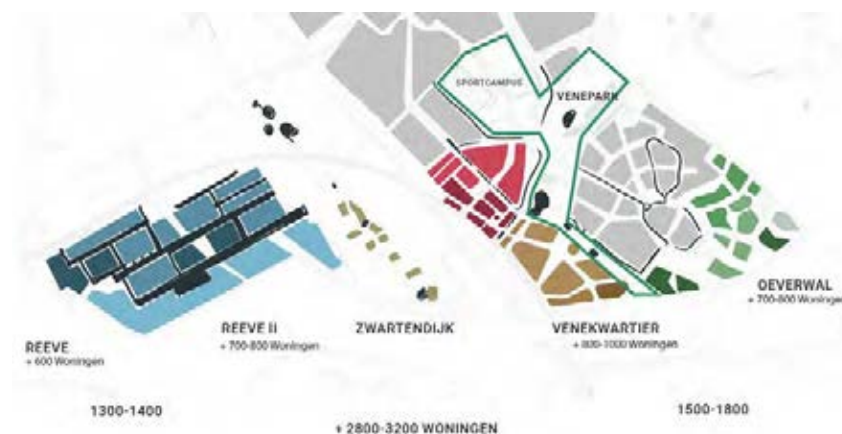 SPORTCAMPUS
VENEPARK
OEVERWAL
+ 700-800 Woningen
REEVE
+ 600 Woningen
REEVE II
+ 700-800 Woningen
ZWARTENDIJK
VENEKWARTIER
+ 800-1000 Woningen
1300-1400
+ 2800-3200 WONINGEN
1500-1800